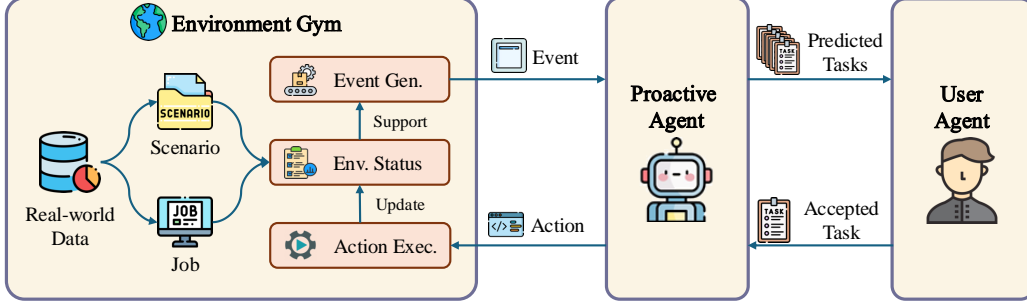 Environment Gym
SCENARIO
Scenario
Real-world
Data
JOB
Job
Event Gen.
Support
Env. Status
Update
Action Exec.
Event
Action
Proactive
Agent
TASK
Predicted
Tasks
TASK
Accepted
Task
User
Agent